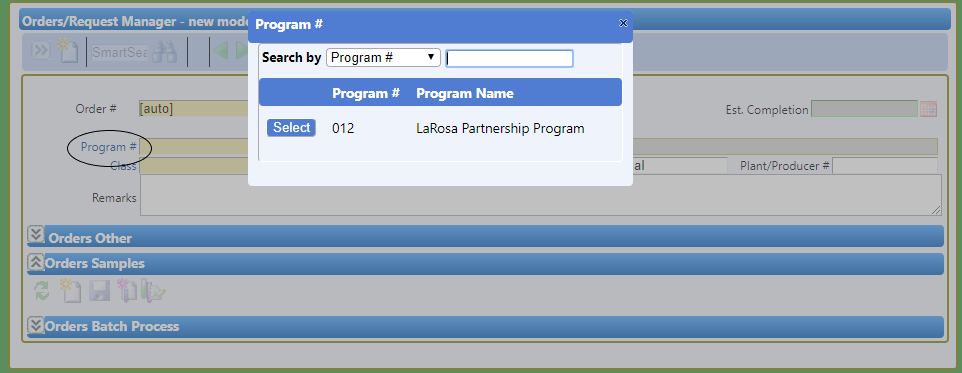 Orders/Request Manager - new mode
Program #
×
SmartSea
Search by Program #
Program # Program Name
Select 012 LaRosa Partnership Program
Order # [auto]
Est. Completion
Program #
Class
al
Plant/Producer #
Remarks
Orders Other
Orders Samples
Orders Batch Process